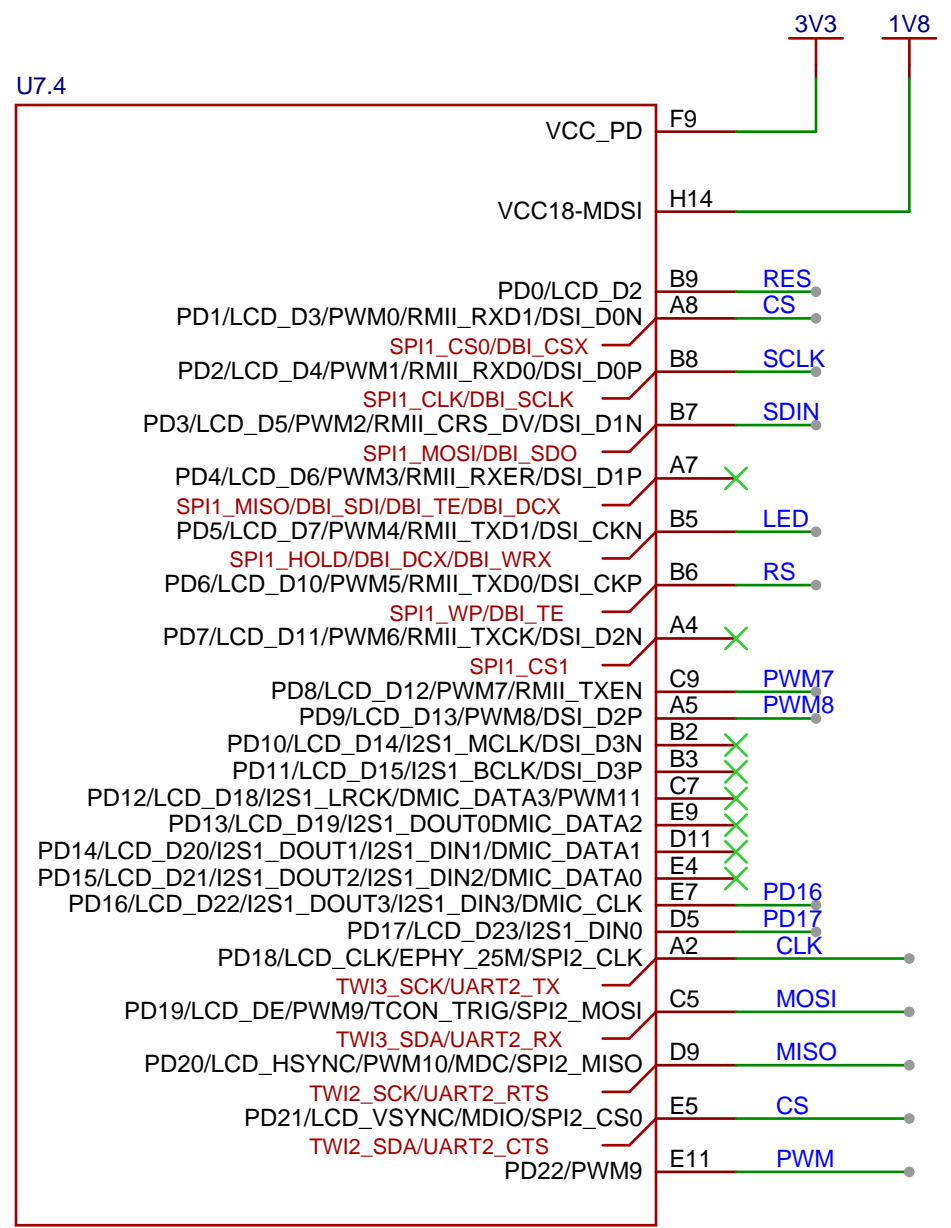 3V3 1V8
U7.4
VCC_PD F9
VCC18-MDSI H14
PD0/LCD_D2 B9 RES
PD1/LCD_D3/PWM0/RMII_RXD1/DSI_D0N A8 CS
SPI1_CS0/DBI_CSX
PD2/LCD_D4/PWM1/RMII_RXD0/DSI_D0P B8 SCLK
SPI1_CLK/DBI_SCLK
PD3/LCD_D5/PWM2/RMII_CRS_DV/DSI_D1N B7 SDIN
SPI1_MOSI/DBI_SDO
PD4/LCD_D6/PWM3/RMII_RXER/DSI_D1P A7
SPI1_MISO/DBI_SDI/DBI_TE/DBI_DCX
PD5/LCD_D7/PWM4/RMII_TXD1/DSI_CKN B5 LED
SPI1_HOLD/DBI_DCX/DBI_WRX
PD6/LCD_D10/PWM5/RMII_TXD0/DSI_CKP B6 RS
SPI1_WP/DBI_TE
PD7/LCD_D11/PWM6/RMII_TXCK/DSI_D2N A4
SPI1_CS1
PD8/LCD_D12/PWM7/RMII_TXEN C9 PWM7
PD9/LCD_D13/PWM8/DSI_D2P A5 PWM8
PD10/LCD_D14/I2S1_MCLK/DSI_D3N B2
PD11/LCD_D15/I2S1_BCLK/DSI_D3P B3
PD12/LCD_D18/I2S1_LRCK/DMIC_DATA3/PWM11 C7
PD13/LCD_D19/I2S1_DOUT0DMIC_DATA2 E9
PD14/LCD_D20/I2S1_DOUT1/I2S1_DIN1/DMIC_DATA1 D11
PD15/LCD_D21/I2S1_DOUT2/I2S1_DIN2/DMIC_DATA0 E4
PD16/LCD_D22/I2S1_DOUT3/I2S1_DIN3/DMIC_CLK E7 PD16
PD17/LCD_D23/I2S1_DIN0 D5 PD17
PD18/LCD_CLK/EPHY_25M/SPI2_CLK A2 CLK
TWI3_SCK/UART2_TX
PD19/LCD_DE/PWM9/TCON_TRIG/SPI2_MOSI C5 MOSI
TWI3_SDA/UART2_RX
PD20/LCD_HSYNC/PWM10/MDC/SPI2_MISO D9 MISO
TWI2_SCK/UART2_RTS
PD21/LCD_VSYNC/MDIO/SPI2_CS0 E5 CS
TWI2_SDA/UART2_CTS
PD22/PWM9 E11 PWM